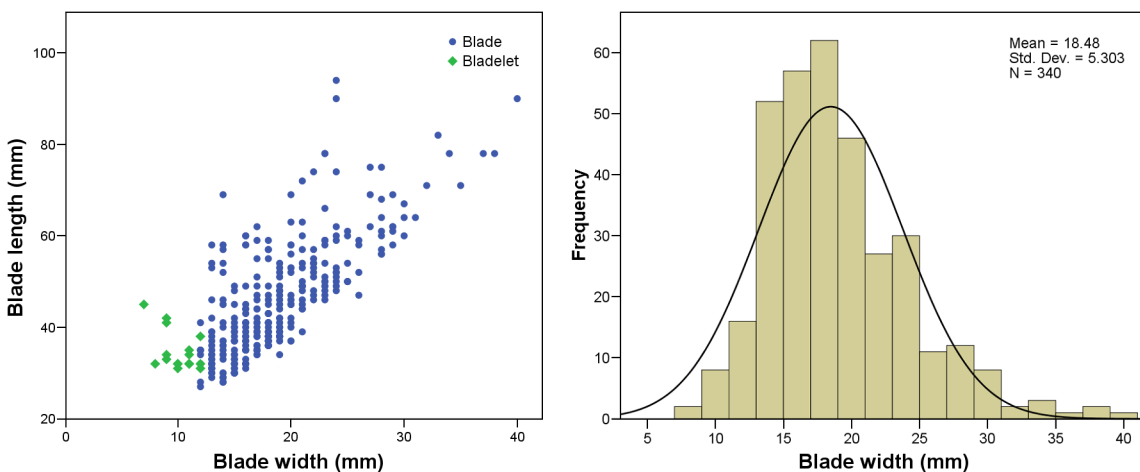 Blade
Bladelet
100
80
60
40
20
0
10
20
30
40
Blade length (mm)
Blade width (mm)
Mean = 18.48
Std. Dev. = 5.303
N = 340
60
50
40
30
20
10
0
5
10
15
20
25
30
35
40
Frequency
Blade width (mm)